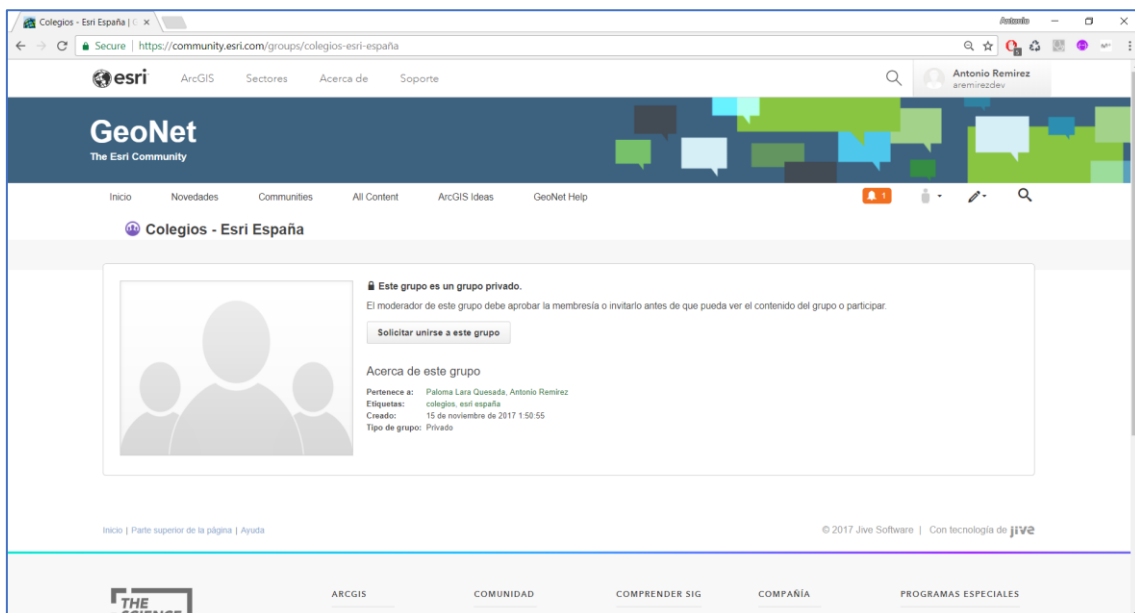 Colegios - Esri España |
Antonio
Secure | https://community.esri.com/groups/colegios-esri-españa
esri ArcGIS Sectores Acerca de Soporte
Antonio Remirez
aremirezdev
GeoNet
The Esri Community
Inicio Novedades Communities All Content ArcGIS Ideas GeoNet Help 1
Colegios - Esri España
Este grupo es un grupo privado.
El moderador de este grupo debe aprobar la membresía o invitarlo antes de que pueda ver el contenido del grupo o participar.
Solicitar unirse a este grupo
Acerca de este grupo
Pertenece a: Paloma Lara Quesada, Antonio Remirez
Etiquetas: colegios, esri españa
Creado: 15 de noviembre de 2017 1:50:55
Tipo de grupo: Privado
Inicio | Parte superior de la página | Ayuda
© 2017 Jive Software | Con tecnología de jive
THE
SCIENCE
ARCGIS COMUNIDAD COMPRENDER SIG COMPAÑÍA PROGRAMAS ESPECIALES